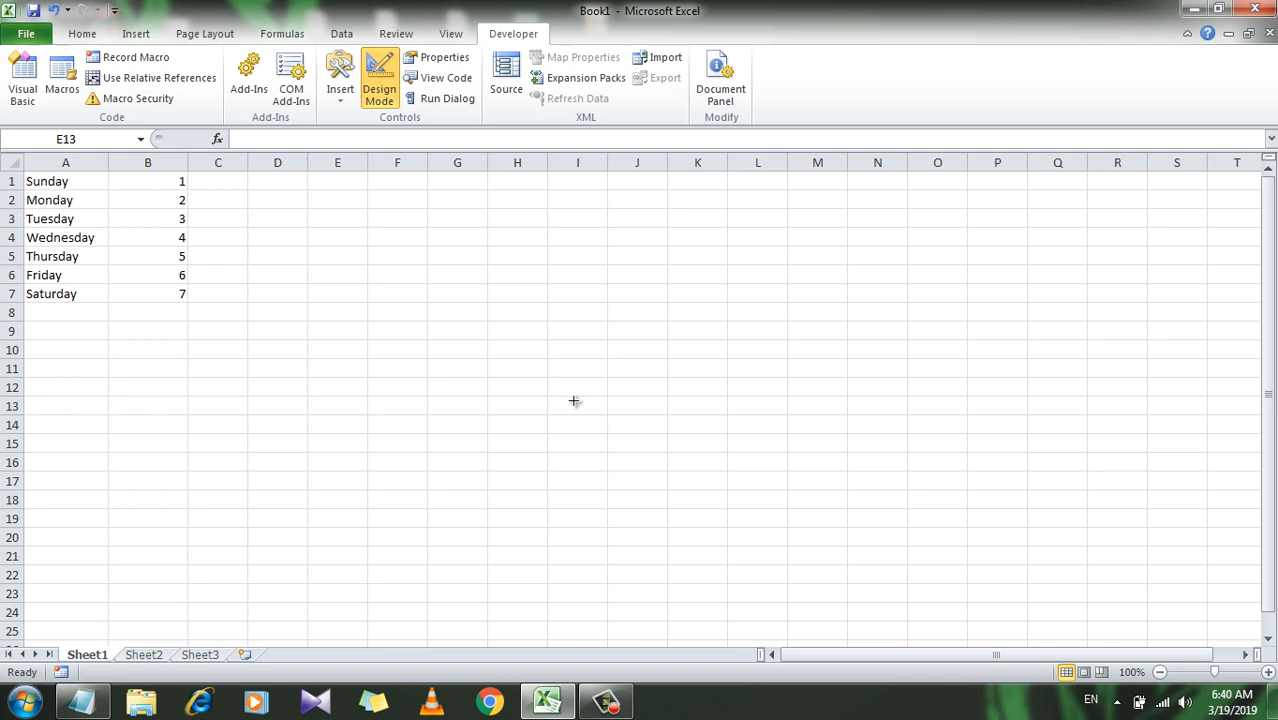 Book1 - Microsoft Excel
File Home Insert Page Layout Formulas Data Review View Developer
Visual Basic
Macros
Record Macro
Use Relative References
Macro Security
Code
Add-Ins
COM Add-Ins
Add-Ins
Insert
Design Mode
Properties
View Code
Run Dialog
Controls
Source
Map Properties
Expansion Packs
Refresh Data
Import
Export
XML
Document Panel
Modify
E13 fx
A B C D E F G H I J K L M N O P Q R S T
1 Sunday 1
2 Monday 2
3 Tuesday 3
4 Wednesday 4
5 Thursday 5
6 Friday 6
7 Saturday 7
8
9
10
11
12
13
14
15
16
17
18
19
20
21
22
23
24
25
Sheet1 Sheet2 Sheet3
Ready 100%
EN 6:40 AM
3/19/2019